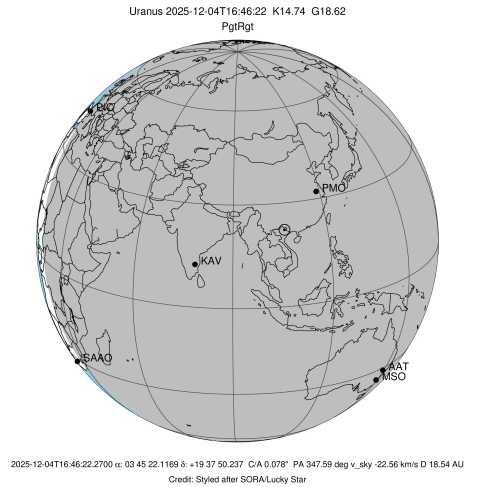 Uranus 2025-12-04T16:46:22 K14.74 G18.62
PgtRgt
PIC
PMO
KAV
SAAO
AAT
MSO
2025-12-04T16:46:22.2700 α: 03 45 22.1169 δ: +19 37 50.237 C/A 0.078" PA 347.59 deg v_sky -22.56 km/s D 18.54 AU
Credit: Styled after SORA/Lucky Star